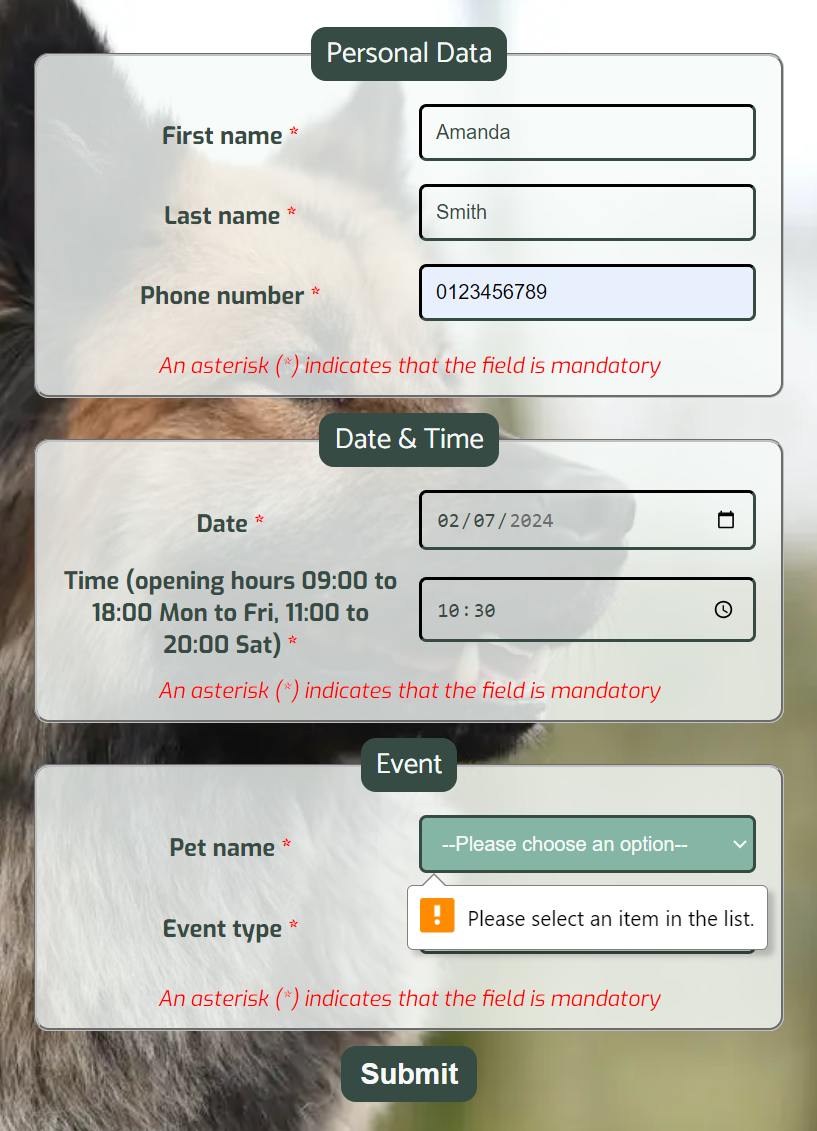 Personal Data
First name *
Amanda
Last name *
Smith
Phone number *
0123456789
An asterisk (*) indicates that the field is mandatory
Date & Time
Date *
02/07/2024
Time (opening hours 09:00 to
18:00 Mon to Fri, 11:00 to
20:00 Sat) *
10:30
An asterisk (*) indicates that the field is mandatory
Event
Pet name *
--Please choose an option--
! Please select an item in the list.
Event type *
An asterisk (*) indicates that the field is mandatory
Submit